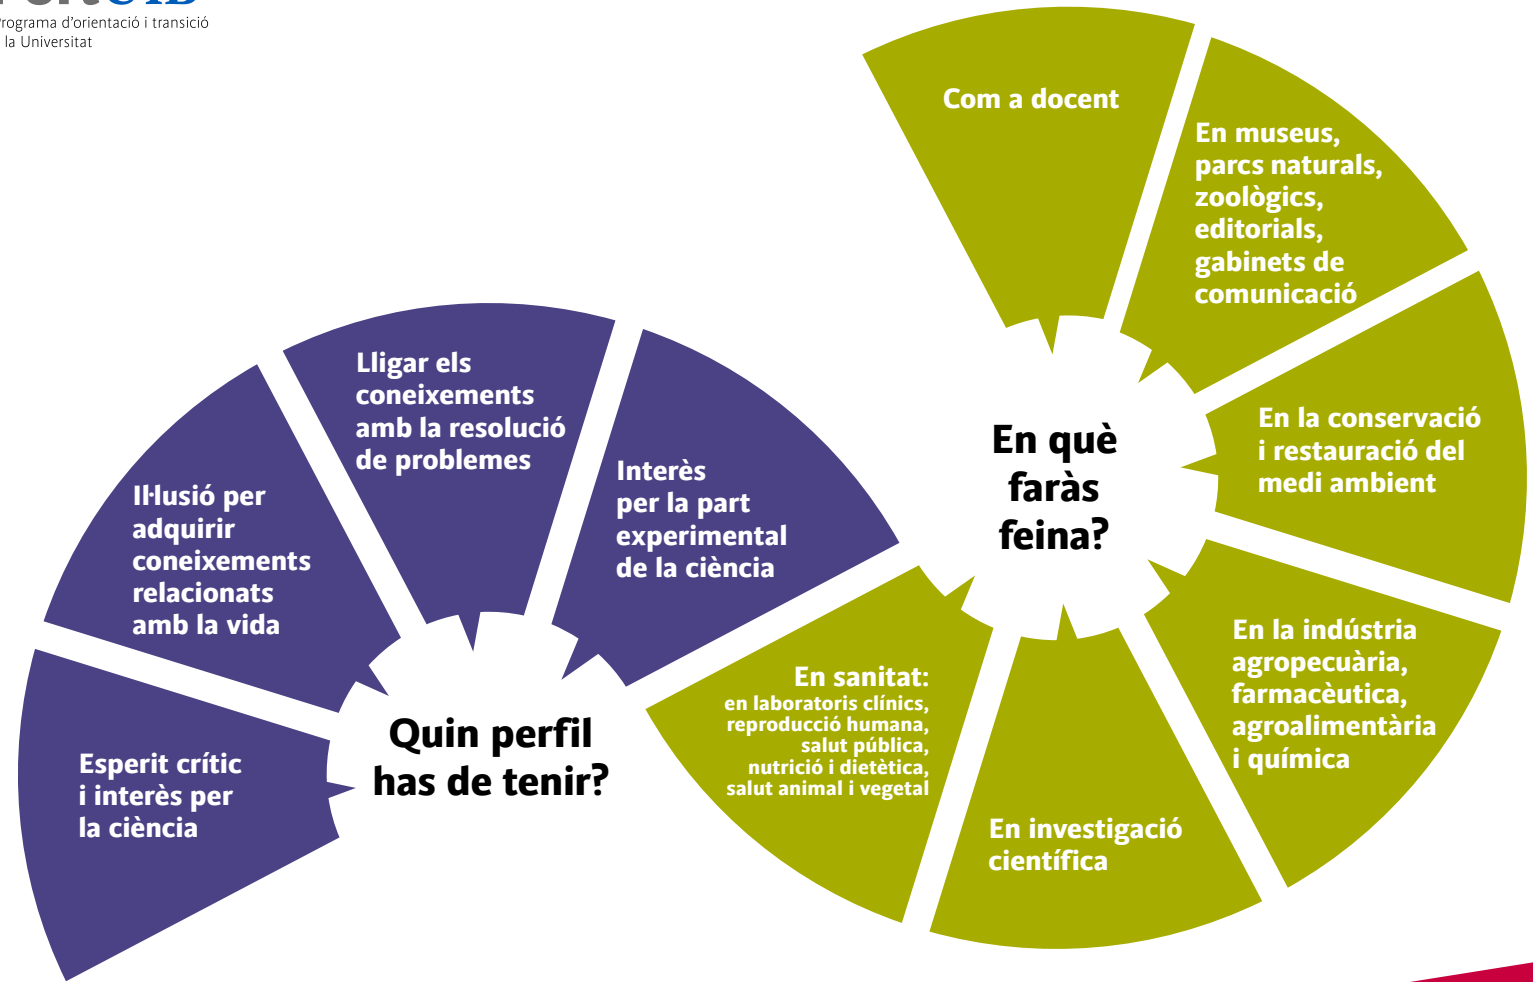 Programa d'orientació i transició
la Universitat
Com a docent
En museus,
parcs naturals,
zoològics,
editorials,
gabinets de
comunicació
En la conservació
i restauració del
medi ambient
En la indústria
agropecuària,
farmacèutica,
agroalimentària
i química
En investigació
científica
En sanitat:
en laboratoris clínics,
reproducció humana,
salut pública,
nutrició i dietètica,
salut animal i vegetal
En què
faràs
feina?
Interès
per la part
experimental
de la ciència
Lligar els
coneixements
amb la resolució
de problemes
Il·lusió per
adquirir
coneixements
relacionats
amb la vida
Esperit crític
i interès per
la ciència
Quin perfil
has de tenir?